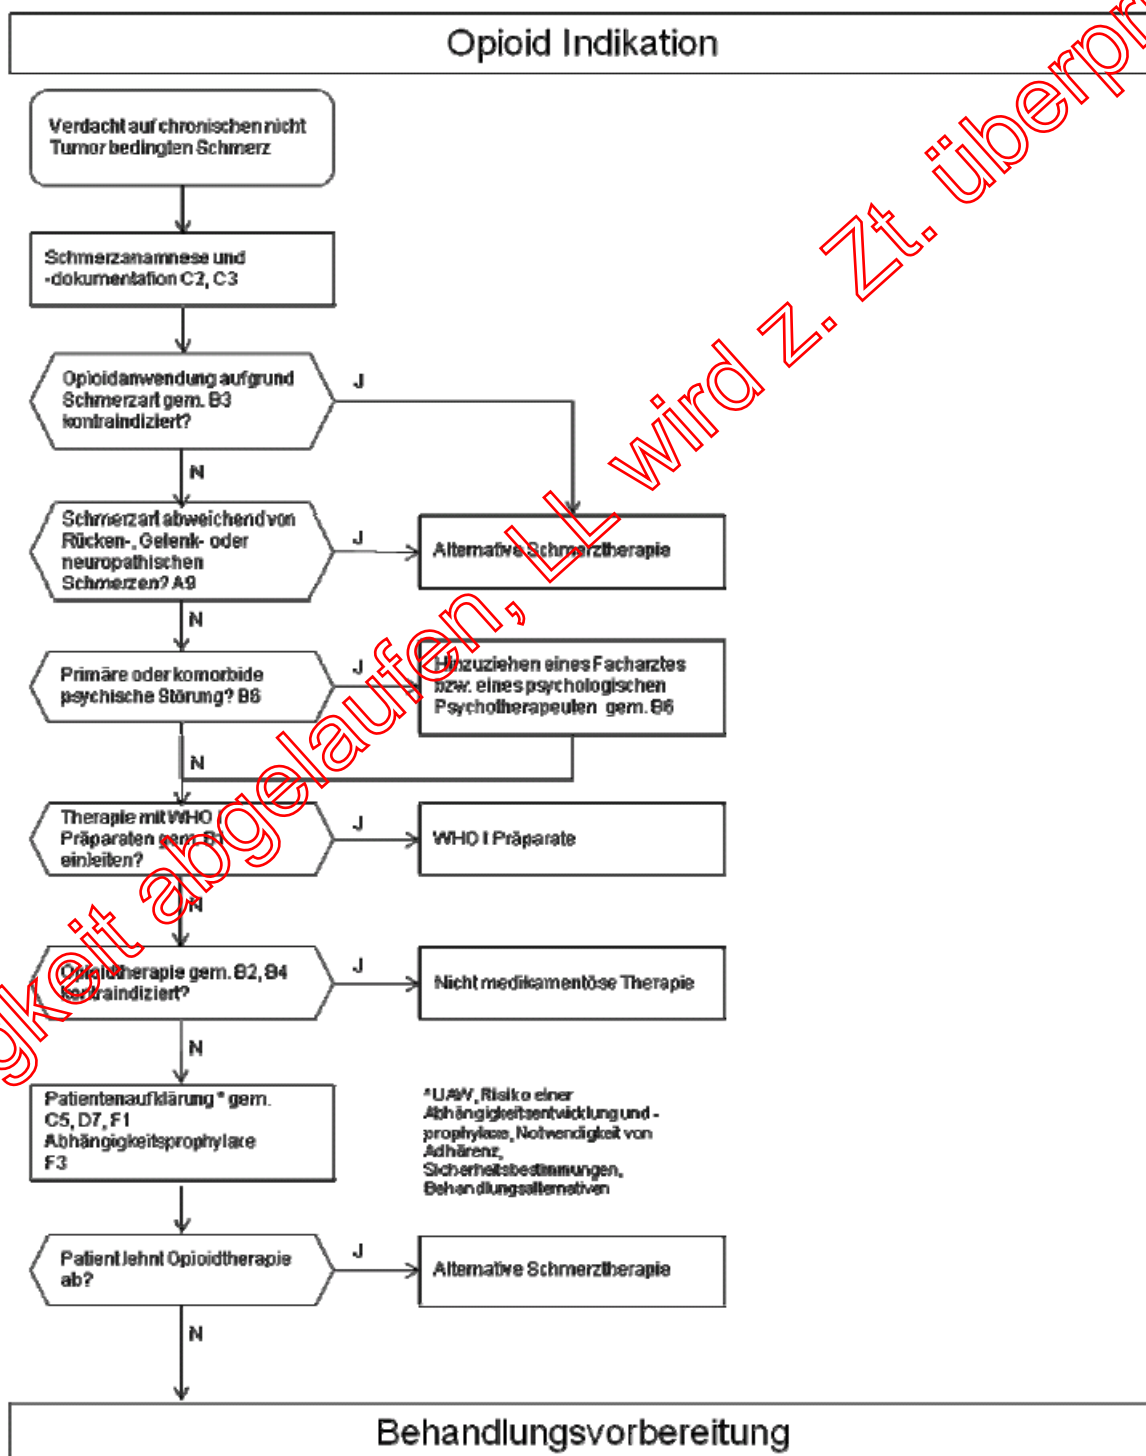 Opioid Indikation
Verdacht auf chronischen nicht
Tumor bedingten Schmerz
Schmerzanamnese und
-dokumentation C2, C3
Opioidanwendung aufgrund
Schmerzart gem. B3
kontraindiziert?
J
N
Schmerzart abweichend von
Rücken-, Gelenk- oder
neuropathischen
Schmerzen? A9
J
Alternative Schmerztherapie
N
Primäre oder komorbide
psychische Störung? B6
J
Hinzuziehen eines Facharztes
bzw. eines psychologischen
Psychotherapeuten gem. B6
N
Therapie mit WHO I
Präparaten gem. B1
einleiten?
J
WHO I Präparate
N
Opioidtherapie gem. B2, B4
kontraindiziert?
J
Nicht medikamentöse Therapie
N
Patientenaufklärung * gem.
C5, D7, F1
Abhängigkeitsprophylaxe
F3
*UAW, Risiko einer
Abhängigkeitsentwicklung und -
prophylaxe, Notwendigkeit von
Adhärenz,
Sicherheitsbestimmungen,
Behandlungsalternativen
Patient lehnt Opioidtherapie
ab?
J
Alternative Schmerztherapie
N
Behandlungsvorbereitung
gkeit abgelaufen, LL wird z. Zt. überpr